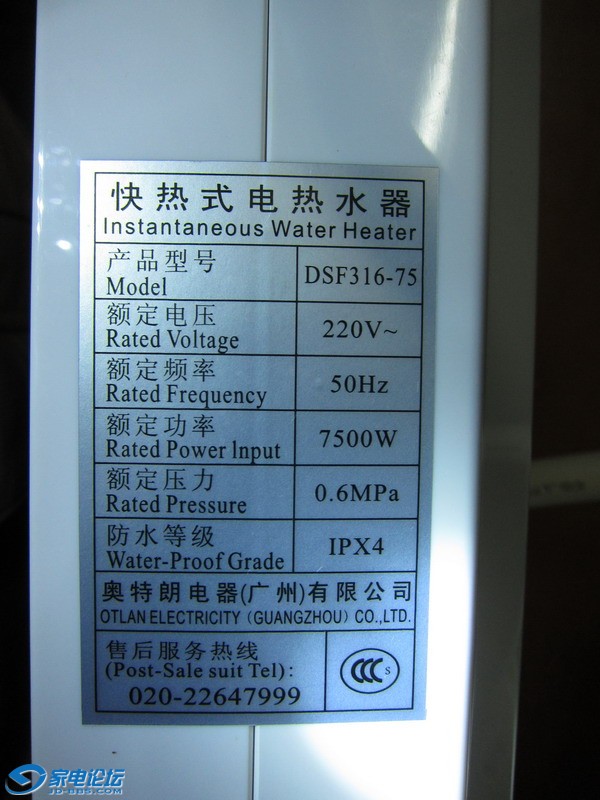 快热式电热水器
Instantaneous Water Heater
产品型号
Model
DSF316-75
额定电压
Rated Voltage
220V~
额定频率
Rated Frequency
50Hz
额定功率
Rated Power lnput
7500W
额定压力
Rated Pressure
0.6MPa
防水等级
Water-Proof Grade
IPX4
奥特朗电器(广州)有限公司
OTLAN ELECTRICITY (GUANGZHOU) CO.,LTD.
售后服务热线
(Post-Sale suit Tel):
020-22647999
CCC S
家电论坛
JD-BBS.COM